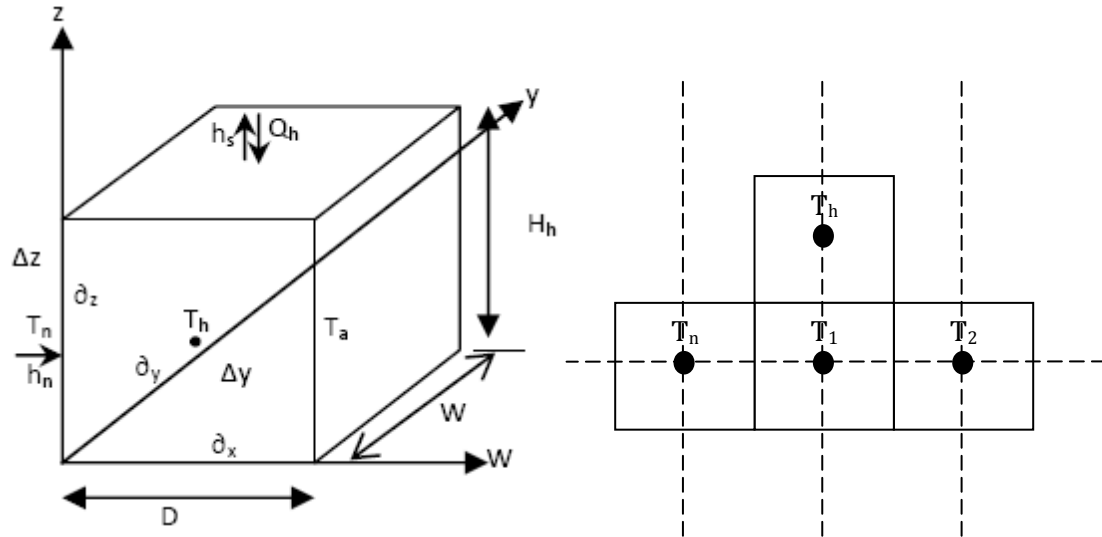 z
y
hₛ
Qₕ
Hₕ
Δz
∂z
Tₙ
Tₕ
Tₐ
hₙ
∂y
Δy
W
∂ₓ
W
D
Tₕ
Tₙ
T₁
T₂